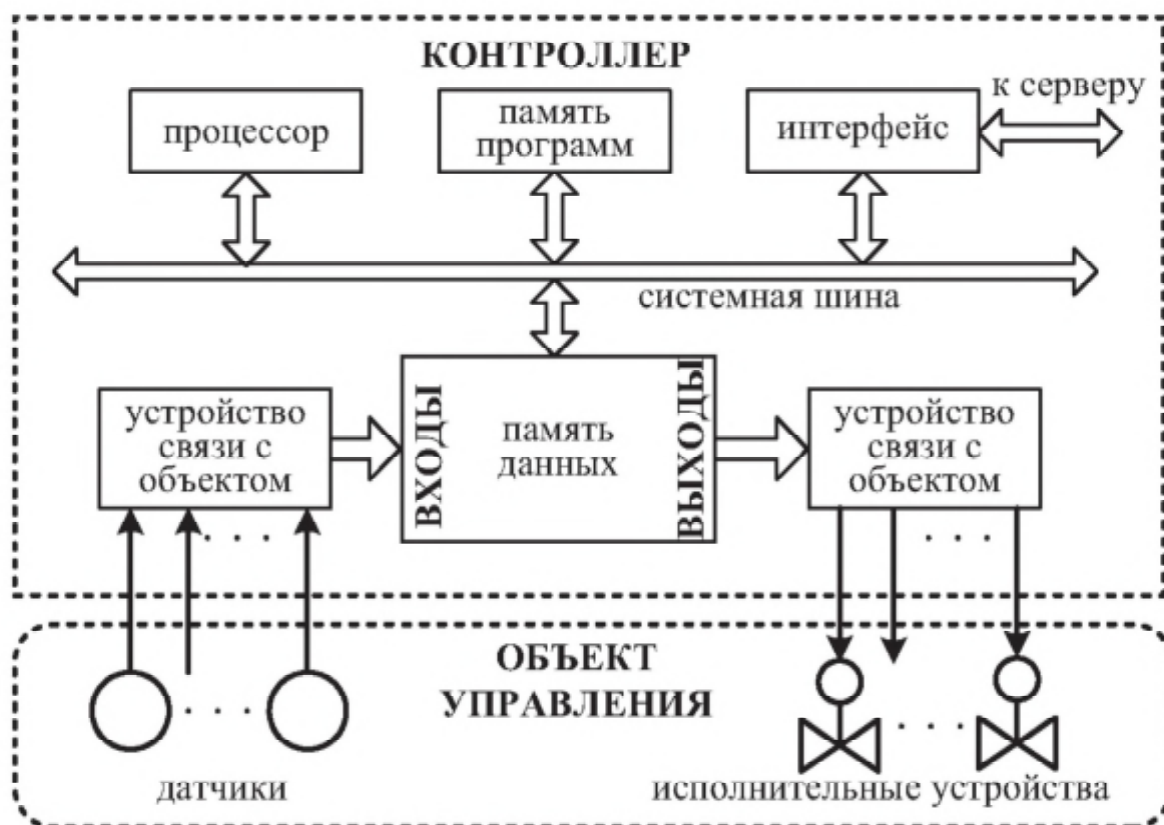 КОНТРОЛЛЕР
к серверу
процессор
память
программ
интерфейс
системная шина
устройство
связи с
объектом
ВХОДЫ
память
данных
ВЫХОДЫ
устройство
связи с
объектом
. . .
. . .
ОБЪЕКТ
УПРАВЛЕНИЯ
. . .
. . .
датчики
исполнительные устройства